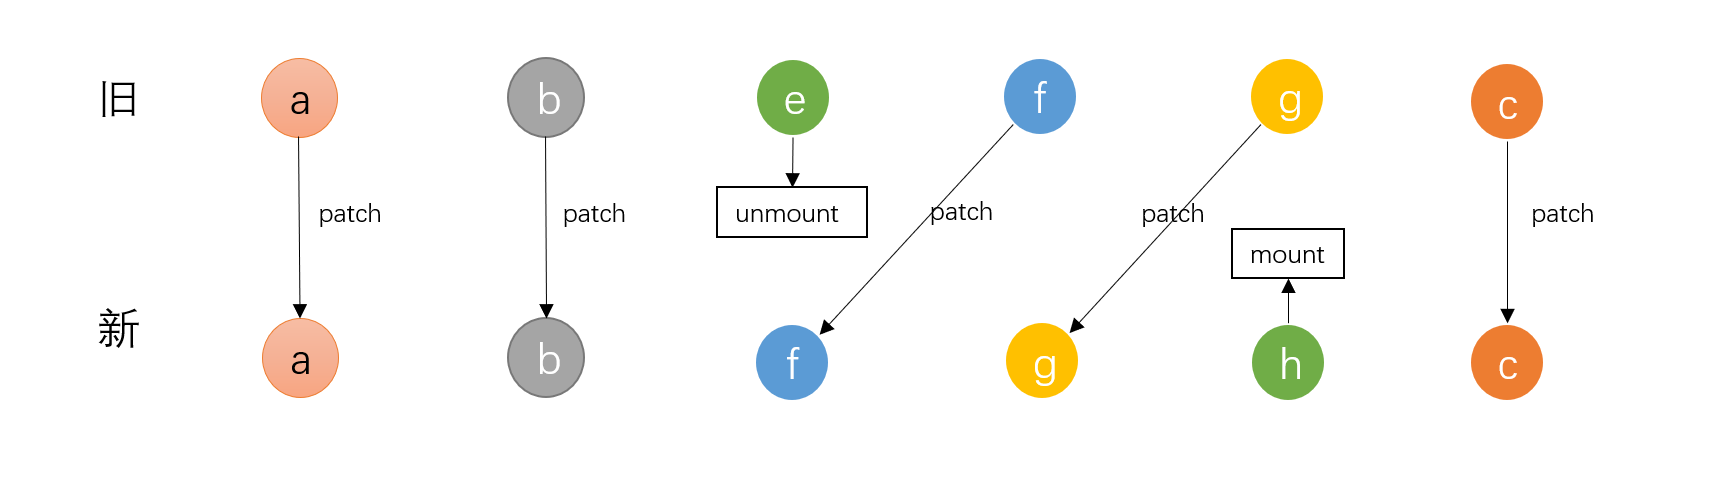 旧 a b e f g c
patch patch unmount patch patch patch
mount
新 a b f g h c